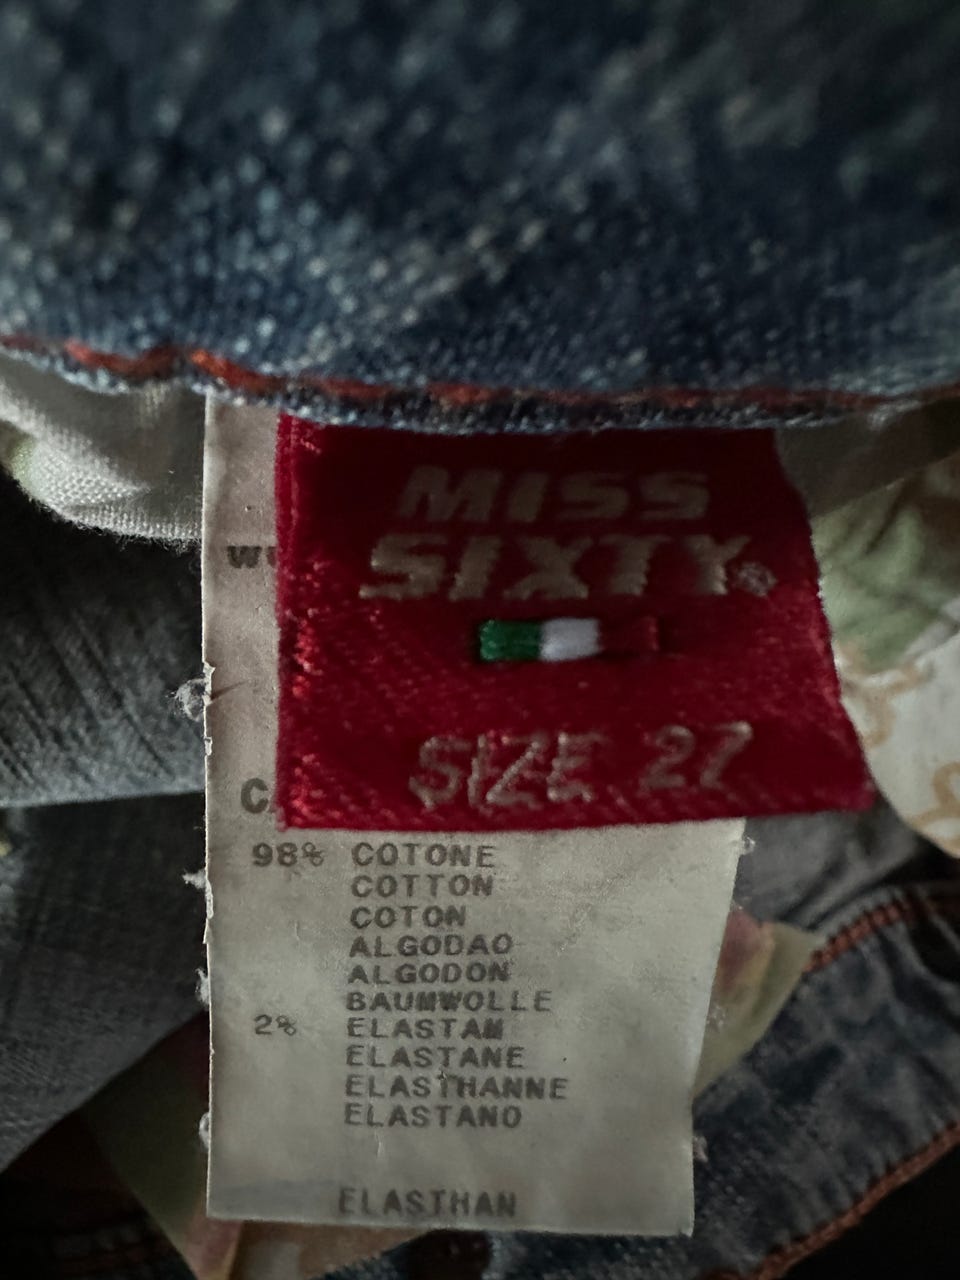 MISS
SIXTY®
SIZE 27
98% COTONE
COTTON
COTON
ALGODAO
ALGODON
BAUMWOLLE
2% ELASTAM
ELASTANE
ELASTHANNE
ELASTANO
ELASTHAN